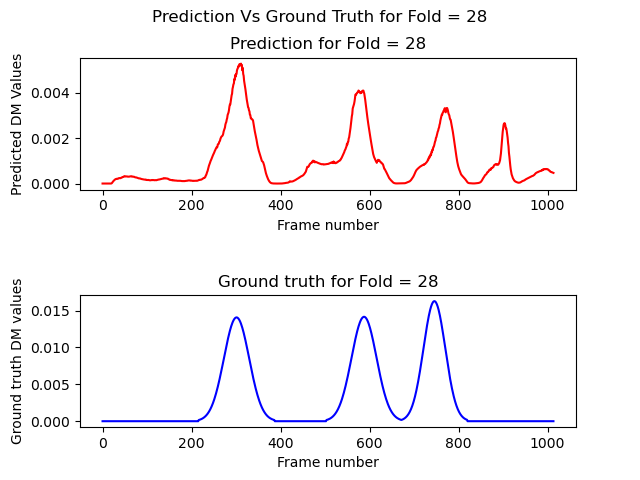 Prediction Vs Ground Truth for Fold = 28
Prediction for Fold = 28
Predicted DM Values
0.004
0.002
0.000
0 200 400 600 800 1000
Frame number
Ground truth for Fold = 28
Ground truth DM values
0.015
0.010
0.005
0.000
0 200 400 600 800 1000
Frame number